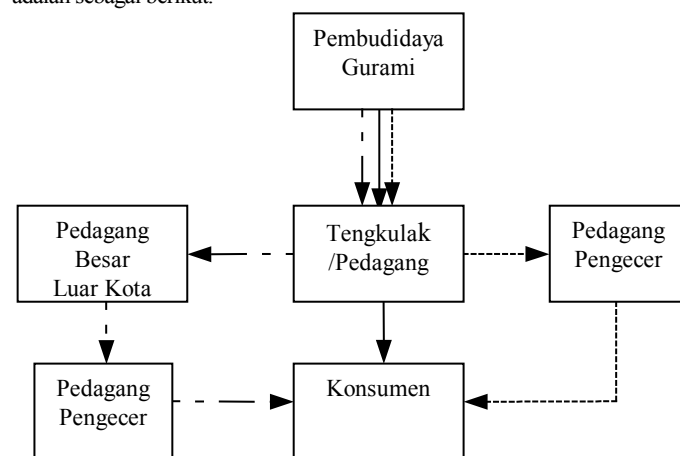 adalah sebagai berikut:
Pembudidaya
Gurami
Pedagang
Besar
Luar Kota
Tengkulak
/Pedagang
Pedagang
Pengecer
Pedagang
Pengecer
Konsumen